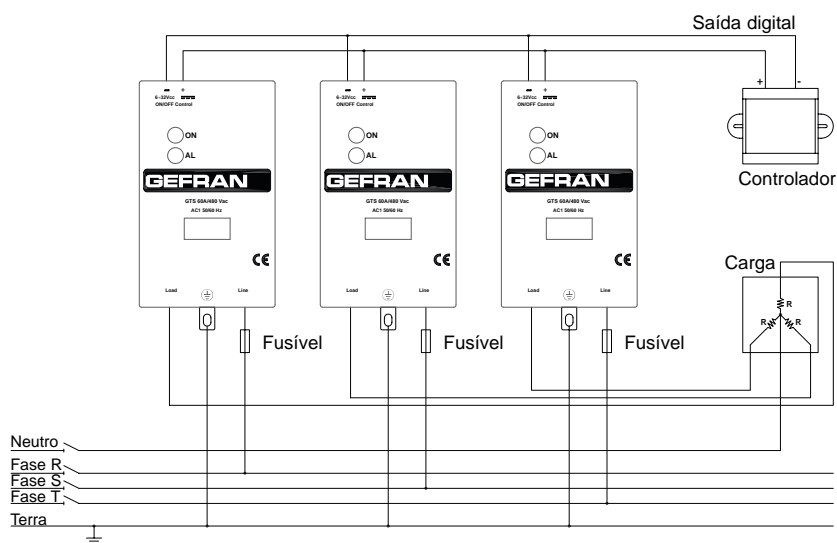 Saída digital
- +
6~32Vcc
ON/OFF Control
ON
AL
GEFRAN
GTS 60A/480 Vac
AC1 50/60 Hz
CE
Load
Line
Fusível
- +
6~32Vcc
ON/OFF Control
ON
AL
GEFRAN
GTS 60A/480 Vac
AC1 50/60 Hz
CE
Load
Line
Fusível
- +
6~32Vcc
ON/OFF Control
ON
AL
GEFRAN
GTS 60A/480 Vac
AC1 50/60 Hz
CE
Load
Line
Fusível
+ -
Controlador
Carga
R
R
R
Neutro
Fase R
Fase S
Fase T
Terra